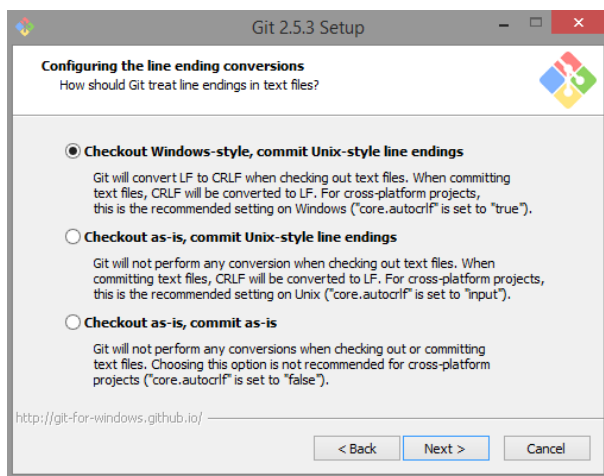 Git 2.5.3 Setup
Configuring the line ending conversions
How should Git treat line endings in text files?
Checkout Windows-style, commit Unix-style line endings
Git will convert LF to CRLF when checking out text files. When committing
text files, CRLF will be converted to LF. For cross-platform projects,
this is the recommended setting on Windows ("core.autocrlf" is set to "true").
Checkout as-is, commit Unix-style line endings
Git will not perform any conversion when checking out text files. When
committing text files, CRLF will be converted to LF. For cross-platform projects,
this is the recommended setting on Unix ("core.autocrlf" is set to "input").
Checkout as-is, commit as-is
Git will not perform any conversions when checking out or committing
text files. Choosing this option is not recommended for cross-platform
projects ("core.autocrlf" is set to "false").
http://git-for-windows.github.io/
< Back
Next >
Cancel